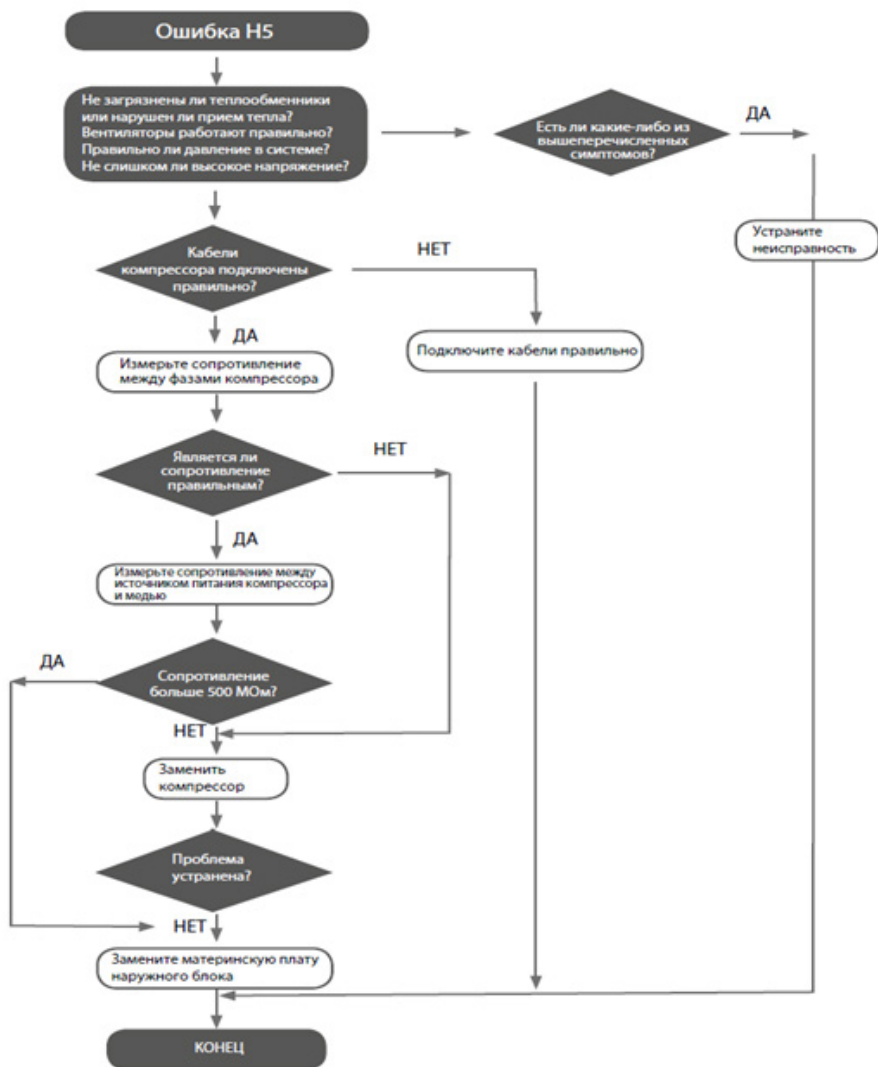 Ошибка H5
Не загрязнены ли теплообменники
или нарушен ли прием тепла?
Вентиляторы работают правильно?
Правильно ли давление в системе?
Не слишком ли высокое напряжение?
Есть ли какие-либо из
вышеперечисленных
симптомов?
ДА
Устраните
неисправность
Кабели
компрессора подключены
правильно?
НЕТ
Подключите кабели правильно
ДА
Измерьте сопротивление
между фазами компрессора
Является ли
сопротивление
правильным?
НЕТ
ДА
Измерьте сопротивление между
источником питания компрессора
и медью
Сопротивление
больше 500 МОм?
ДА
НЕТ
Заменить
компрессор
Проблема
устранена?
НЕТ
Замените материнскую плату
наружного блока
КОНЕЦ